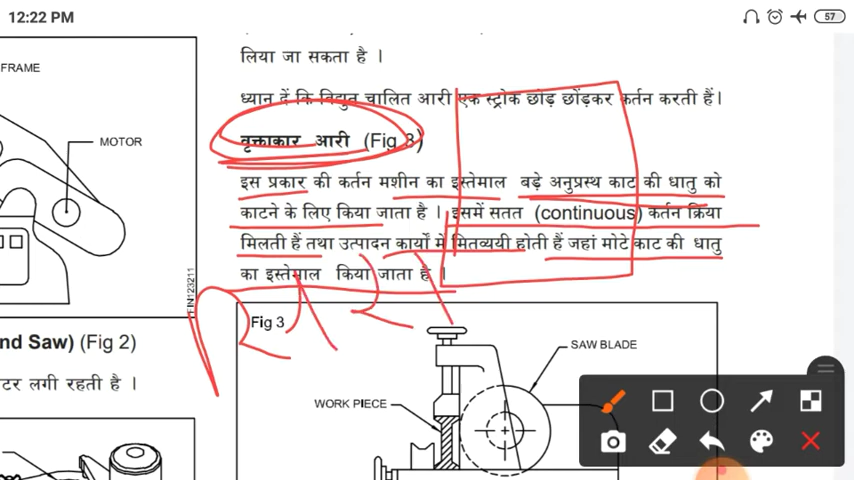 12:22 PM
57
लिया जा सकता है ।
FRAME
ध्यान दें कि विद्युत चालित आरी एक स्ट्रोक छोड़ छोंड़कर कर्तन करती हैं।
MOTOR
वृत्ताकार आरी (Fig 3)
इस प्रकार की कर्तन मशीन का इस्तेमाल बड़े अनुप्रस्थ काट की धातु को
काटने के लिए किया जाता है । इसमें सतत (continuous) कर्तन क्रिया
मिलती हैं तथा उत्पादन कार्यों में मितव्ययी होती हैं जहां मोटे काट की धातु
का इस्तेमाल किया जाता है ।
FIN123211
Fig 3
nd Saw) (Fig 2)
SAW BLADE
टर लगी रहती है ।
WORK PIECE